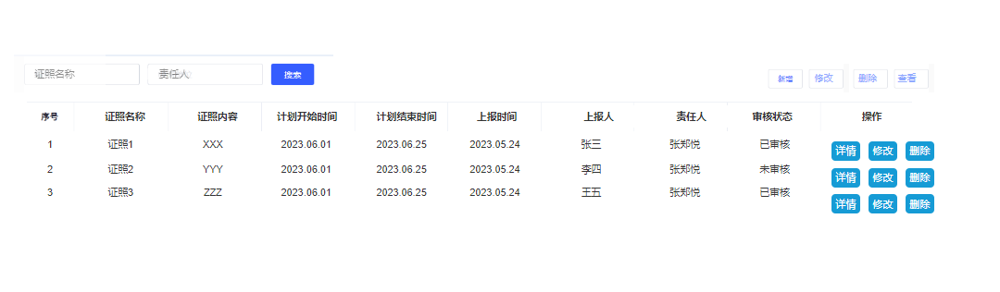 证照名称 责任人 搜索
新增 修改 删除 查看
序号 证照名称 证照内容 计划开始时间 计划结束时间 上报时间 上报人 责任人 审核状态 操作
1 证照1 XXX 2023.06.01 2023.06.25 2023.05.24 张三 张郑悦 已审核 详情 修改 删除
2 证照2 YYY 2023.06.01 2023.06.25 2023.05.24 李四 张郑悦 未审核 详情 修改 删除
3 证照3 ZZZ 2023.06.01 2023.06.25 2023.05.24 王五 张郑悦 已审核 详情 修改 删除